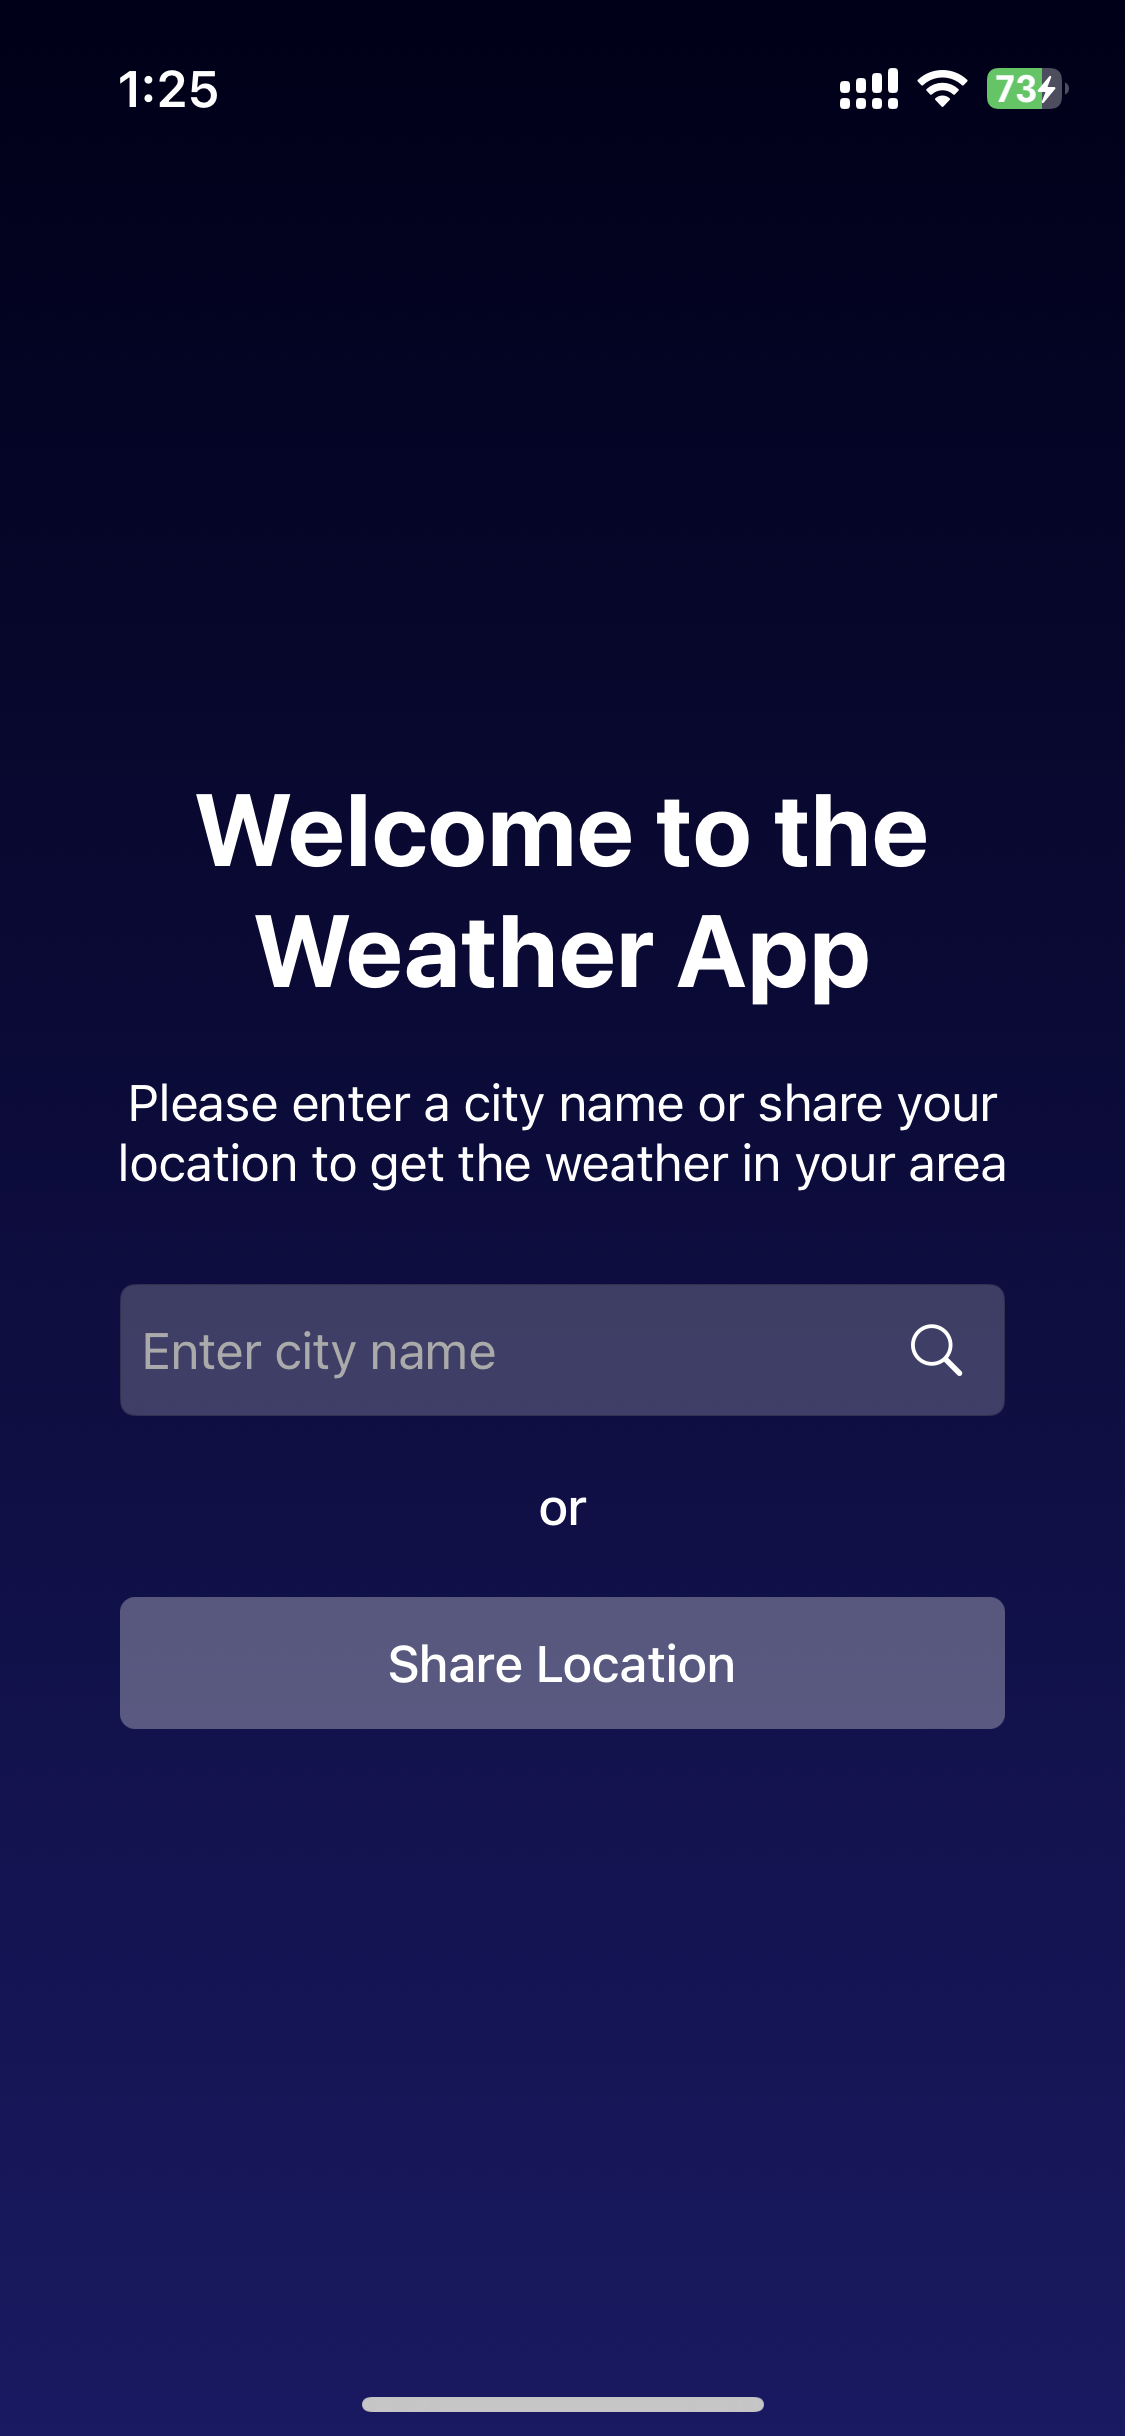 1:25
73
Welcome to the
Weather App
Please enter a city name or share your
location to get the weather in your area
Enter city name
or
Share Location